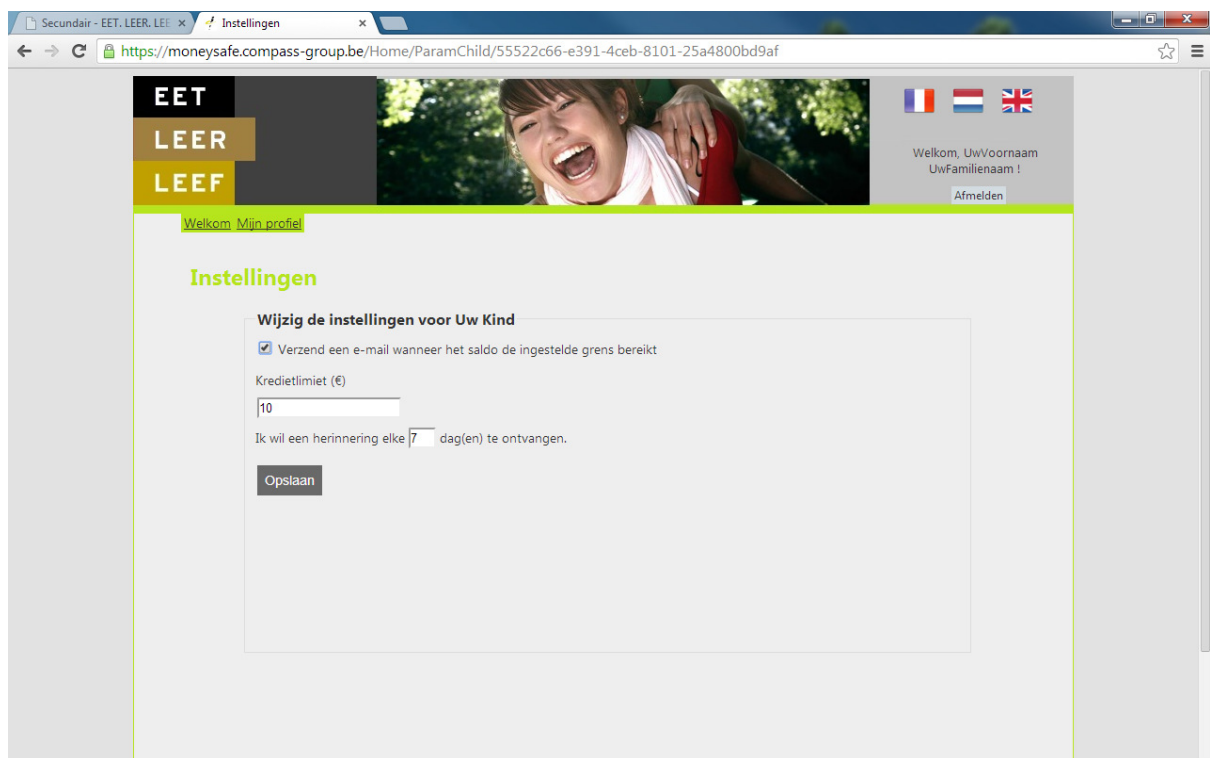 Secundair - EET. LEER. LEE
Instellingen
https://moneysafe.compass-group.be/Home/ParamChild/55522c66-e391-4ceb-8101-25a4800bd9af
EET
LEER
LEEF
Welkom, UwVoornaam
UwFamilienaam !
Afmelden
Welkom Mijn profiel
Instellingen
Wijzig de instellingen voor Uw Kind
Verzend een e-mail wanneer het saldo de ingestelde grens bereikt
Kredietlimiet (€)
10
Ik wil een herinnering elke 7 dag(en) te ontvangen.
Opslaan